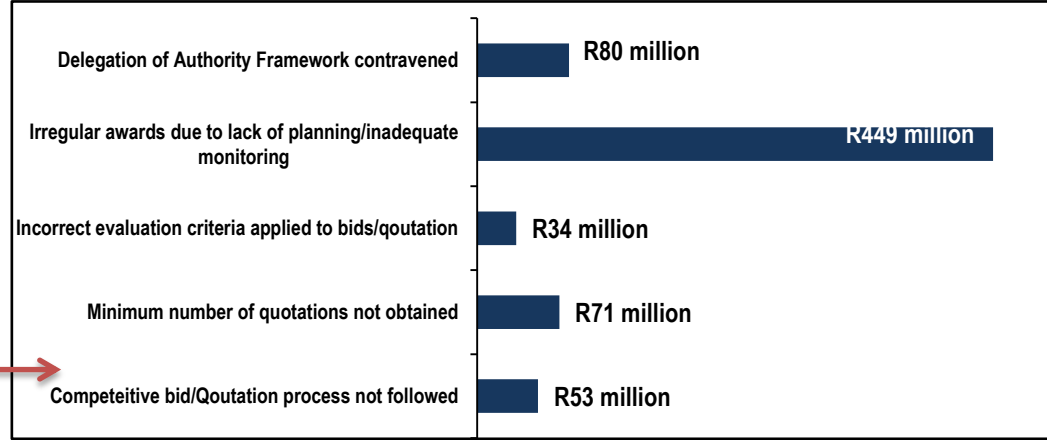 Delegation of Authority Framework contravened
R80 million
Irregular awards due to lack of planning/inadequate
monitoring
R449 million
Incorrect evaluation criteria applied to bids/qoutation
R34 million
Minimum number of quotations not obtained
R71 million
Competeitive bid/Qoutation process not followed
R53 million